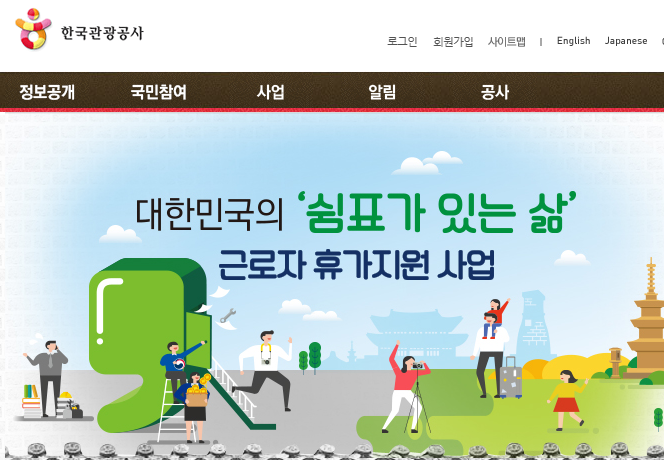 한국관광공사
로그인 회원가입 사이트맵 | English Japanese
정보공개 국민참여 사업 알림 공사
대한민국의 ‘쉼표가 있는 삶’
근로자 휴가지원 사업